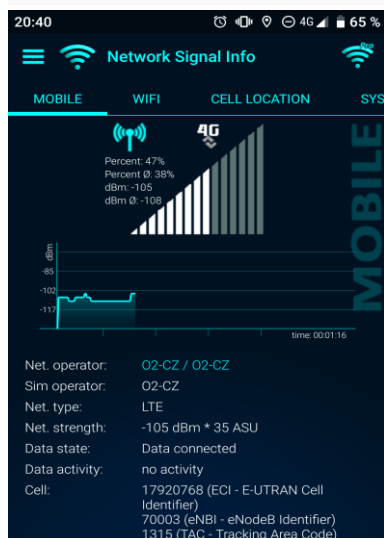 20:40 4G 65 %
Network Signal Info Pro
MOBILE WIFI CELL LOCATION SYS
4G
Percent: 47%
Percent Ø: 38%
dBm: -105
dBm Ø: -108
MOBILE
dBm
-85
-102
-117
time: 00:01:16
Net. operator: O2-CZ / O2-CZ
Sim operator: O2-CZ
Net. type: LTE
Net. strength: -105 dBm * 35 ASU
Data state: Data connected
Data activity: no activity
Cell: 17920768 (ECI - E-UTRAN Cell
Identifier)
70003 (eNBI - eNodeB Identifier)
1315 (TAC - Tracking Area Code)